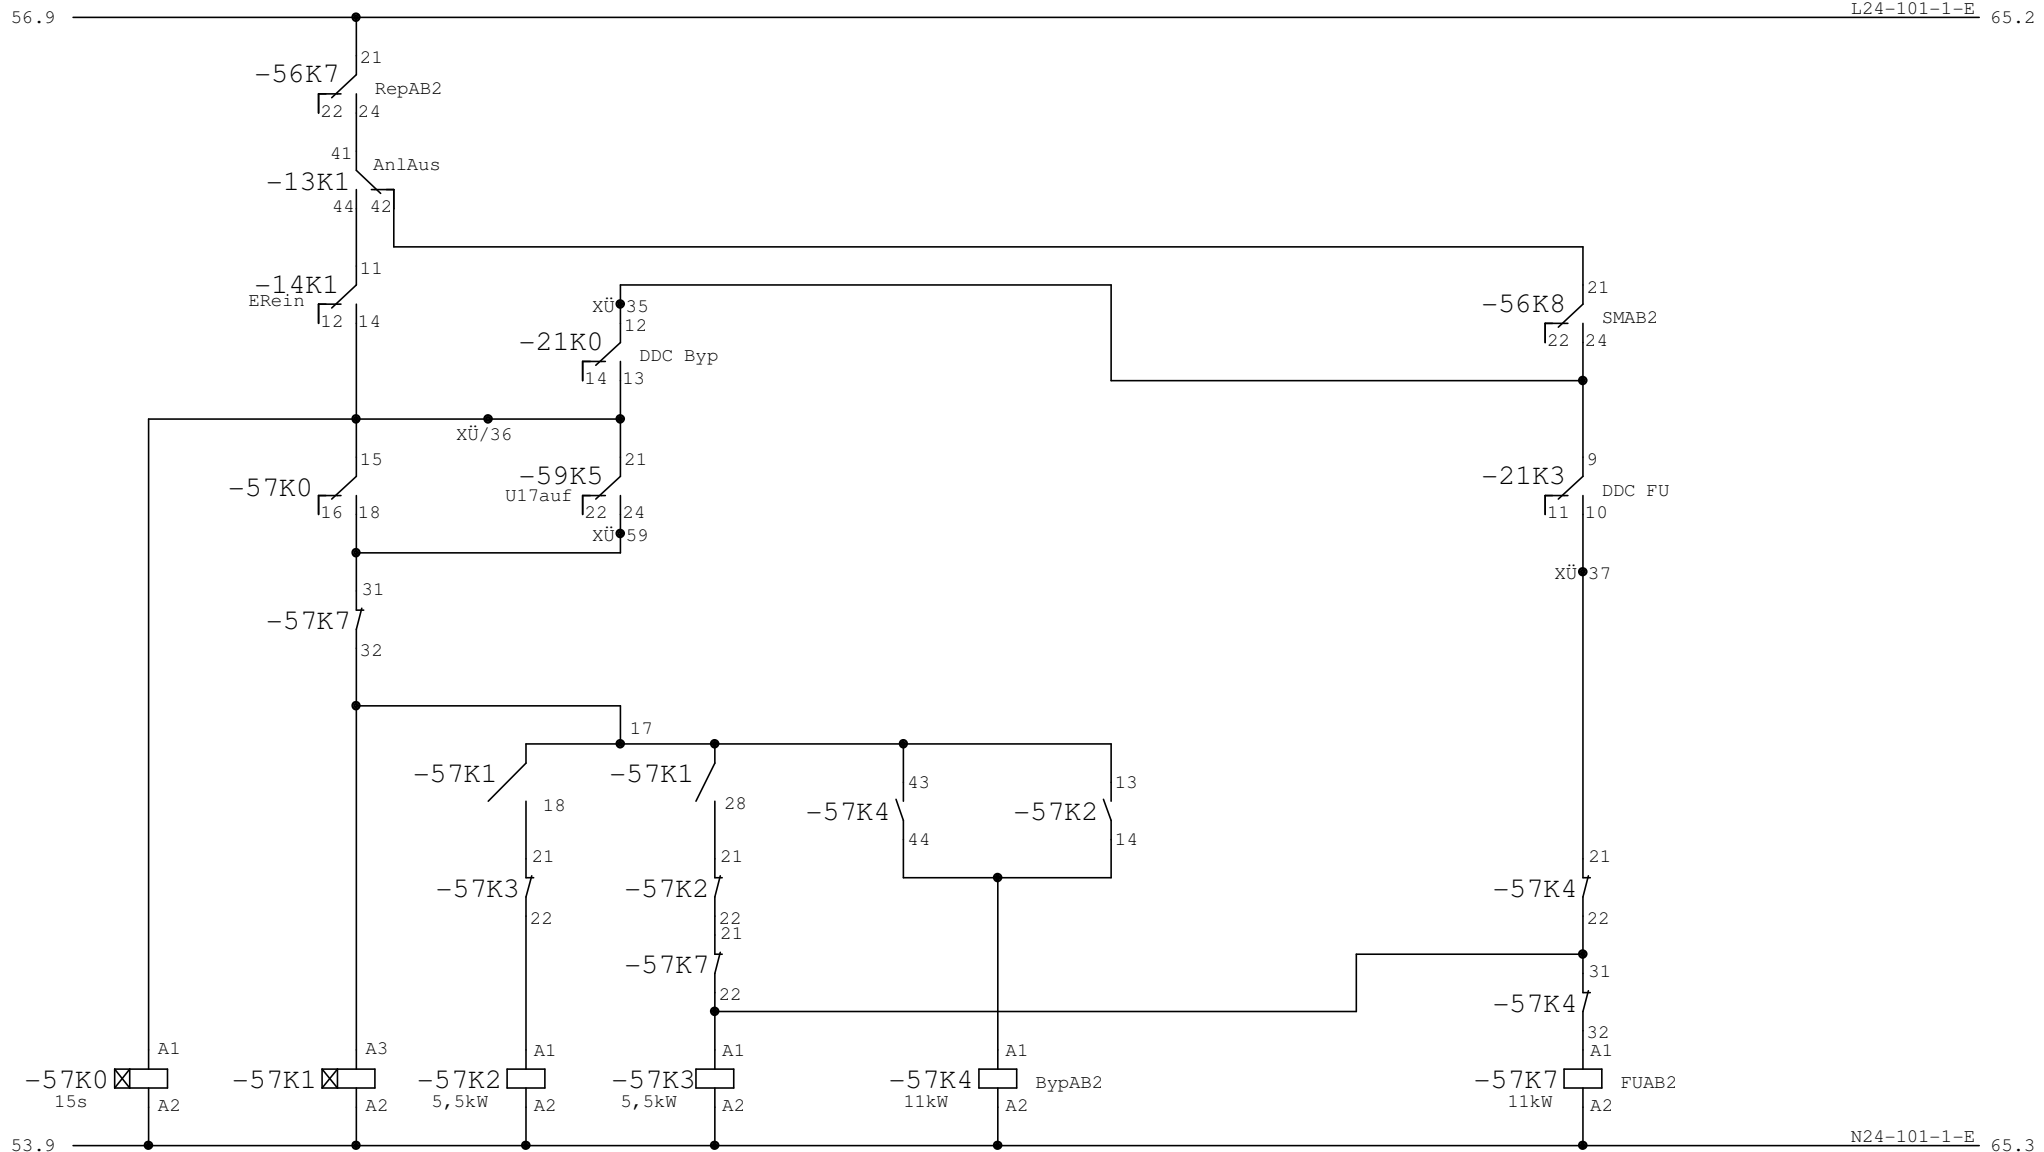 56.9
L24-101-1-E
65.2
21
-56K7
RepAB2
22
24
41
AnlAus
-13K1
44
42
11
-14K1
ERein
12
14
XÜ
35
12
-21K0
DDC Byp
14
13
21
-56K8
SMAB2
22
24
XÜ/36
15
-57K0
16
18
21
-59K5
U17auf
22
24
XÜ
59
9
-21K3
DDC FU
11
10
XÜ
37
31
-57K7
32
17
-57K1
18
-57K1
28
43
-57K4
44
13
-57K2
14
21
-57K3
22
21
-57K2
22
21
-57K7
22
21
-57K4
22
31
-57K4
32
A1
-57K0
15s
A2
A3
-57K1
A2
A1
-57K2
5,5kW
A2
A1
-57K3
5,5kW
A2
A1
-57K4
BypAB2
11kW
A2
A1
-57K7
FUAB2
11kW
A2
53.9
N24-101-1-E
65.3